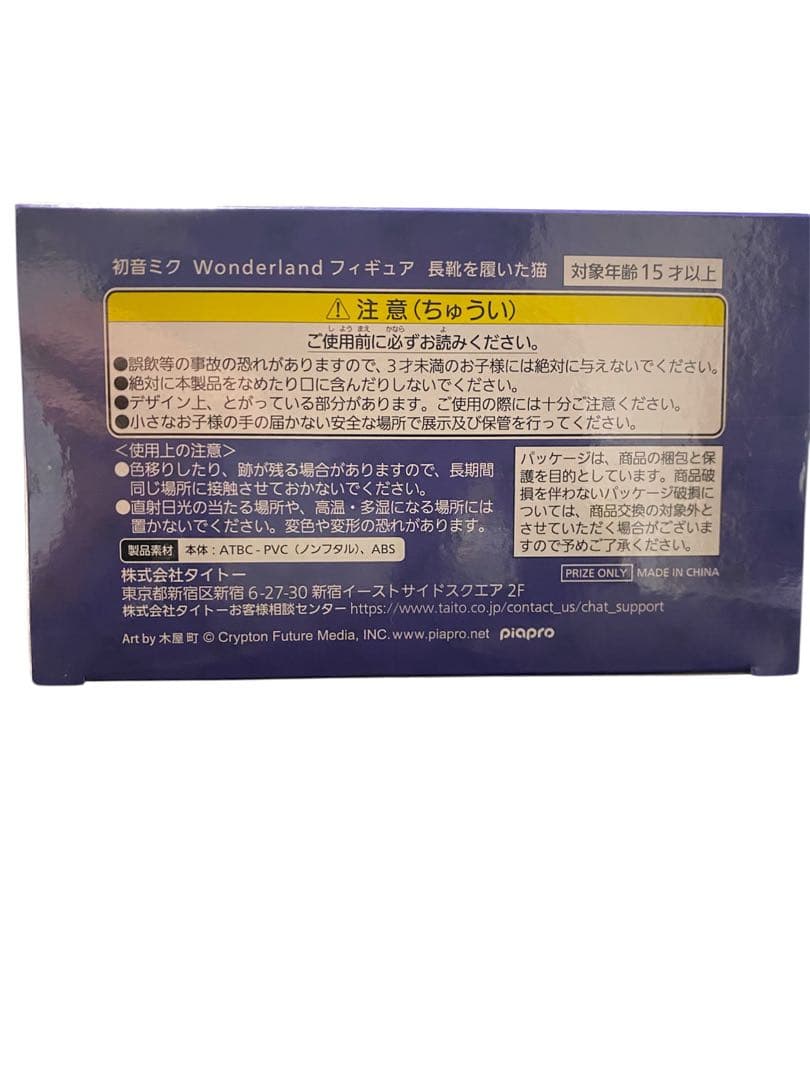 初音ミク Wonderland フィギュア 長靴を履いた猫 対象年齢15才以上
⚠注意(ちゅうい)
しようまえ かなら よ
ご使用前に必ずお読みください。
●誤飲等の事故の恐れがありますので、3才未満のお子様には絶対に与えないでください。
●絶対に本製品をなめたり口に含んだりしないでください。
●デザイン上、とがっている部分があります。ご使用の際には十分ご注意ください。
●小さなお子様の手の届かない安全な場所で展示及び保管を行ってください。
<使用上の注意>
●色移りしたり、跡が残る場合がありますので、長期間
同じ場所に接触させておかないでください。
●直射日光の当たる場所や、高温・多湿になる場所には
置かないでください。変色や変形の恐れがあります。
パッケージは、商品の梱包と保
護を目的としています。商品破
損を伴わないパッケージ破損に
ついては、商品交換の対象外と
させていただく場合がございま
すので予めご了承ください。
製品素材 本体:ATBC-PVC(ノンフタル)、ABS
PRIZE ONLY MADE IN CHINA
株式会社タイトー
東京都新宿区新宿6-27-30 新宿イーストサイドスクエア 2F
株式会社タイトーお客様相談センター https://www.taito.co.jp/contact_us/chat_support
Art by 木屋町 © Crypton Future Media, INC. www.piapro.net piapro